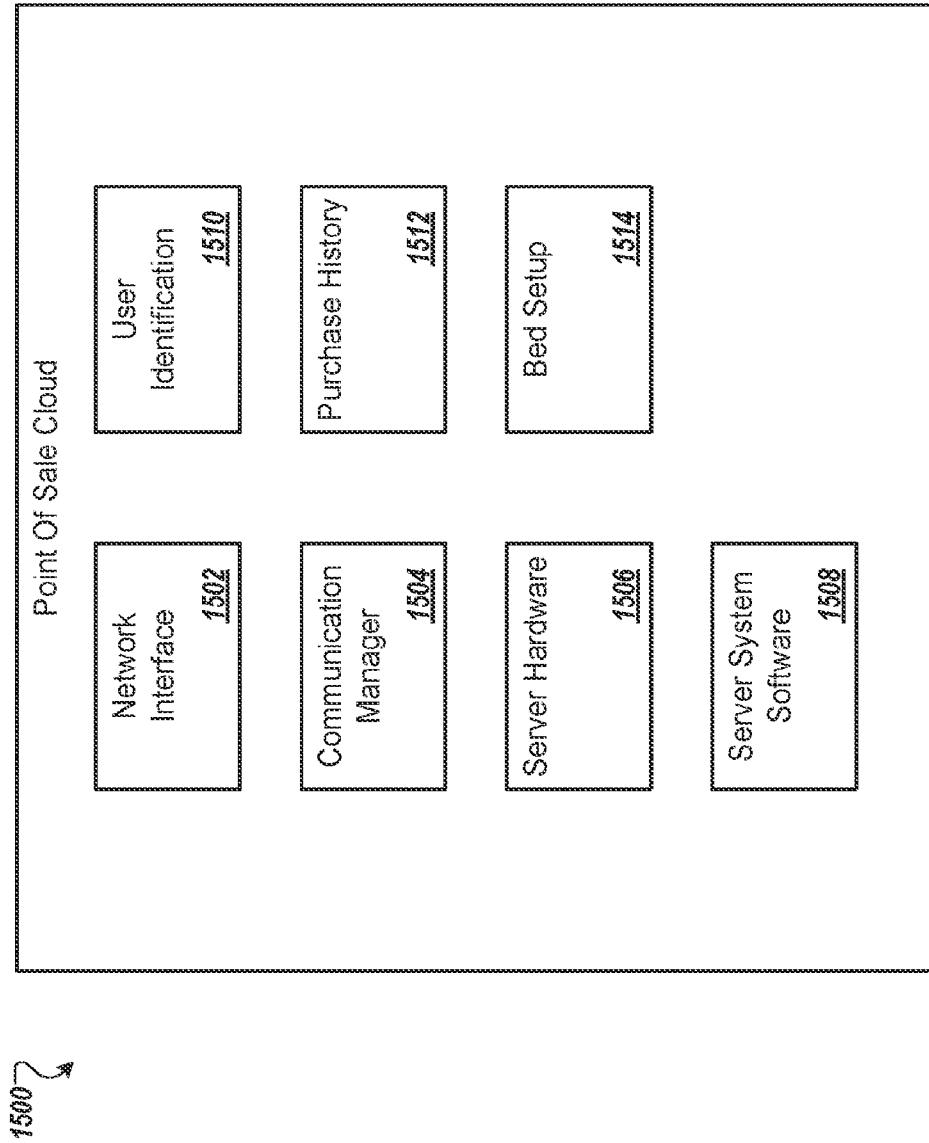 1500
Point Of Sale Cloud
Network
Interface
1502
Communication
Manager
1504
Server Hardware
1506
Server System
Software
1508
User
Identification
1510
Purchase History
1512
Bed Setup
1514